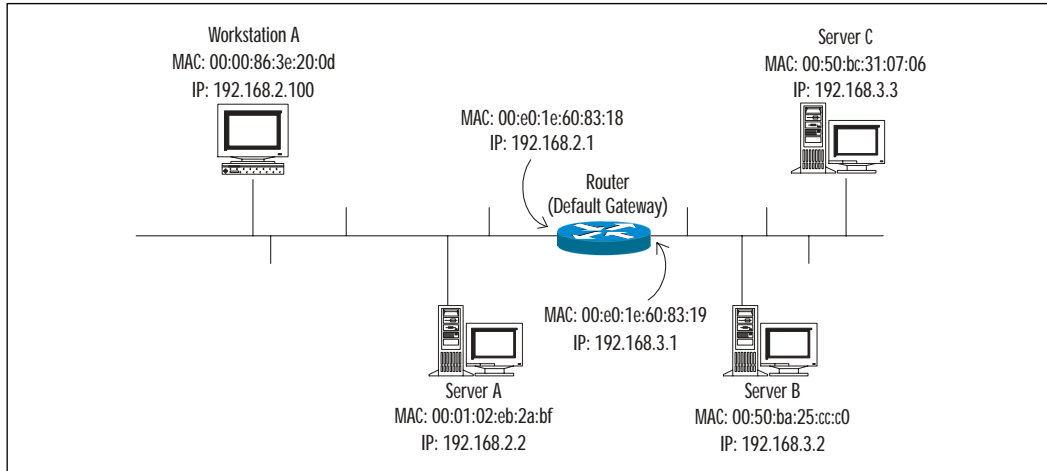 Workstation A
MAC: 00:00:86:3e:20:0d
IP: 192.168.2.100
Server C
MAC: 00:50:bc:31:07:06
IP: 192.168.3.3
MAC: 00:e0:1e:60:83:18
IP: 192.168.2.1
Router
(Default Gateway)
MAC: 00:e0:1e:60:83:19
IP: 192.168.3.1
Server A
MAC: 00:01:02:eb:2a:bf
IP: 192.168.2.2
Server B
MAC: 00:50:ba:25:cc:c0
IP: 192.168.3.2